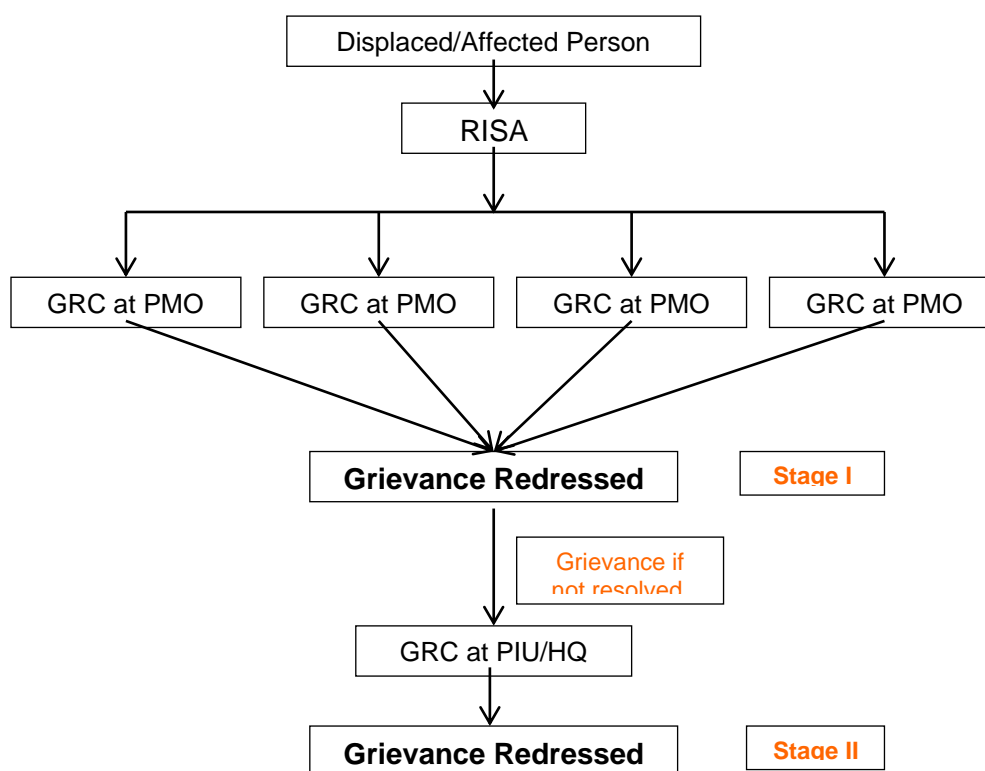 Displaced/Affected Person
RISA
GRC at PMO
GRC at PMO
GRC at PMO
GRC at PMO
Grievance Redressed
Stage I
Grievance if
not resolved
GRC at PIU/HQ
Grievance Redressed
Stage II